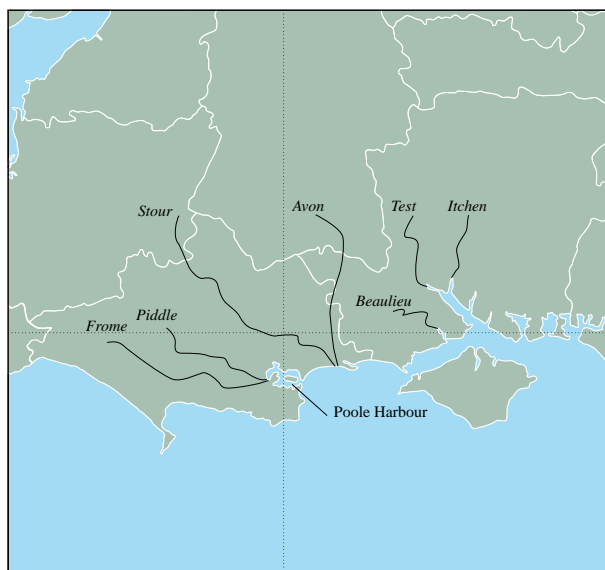 Stour
Avon
Test
Itchen
Beaulieu
Piddle
Frome
Poole Harbour